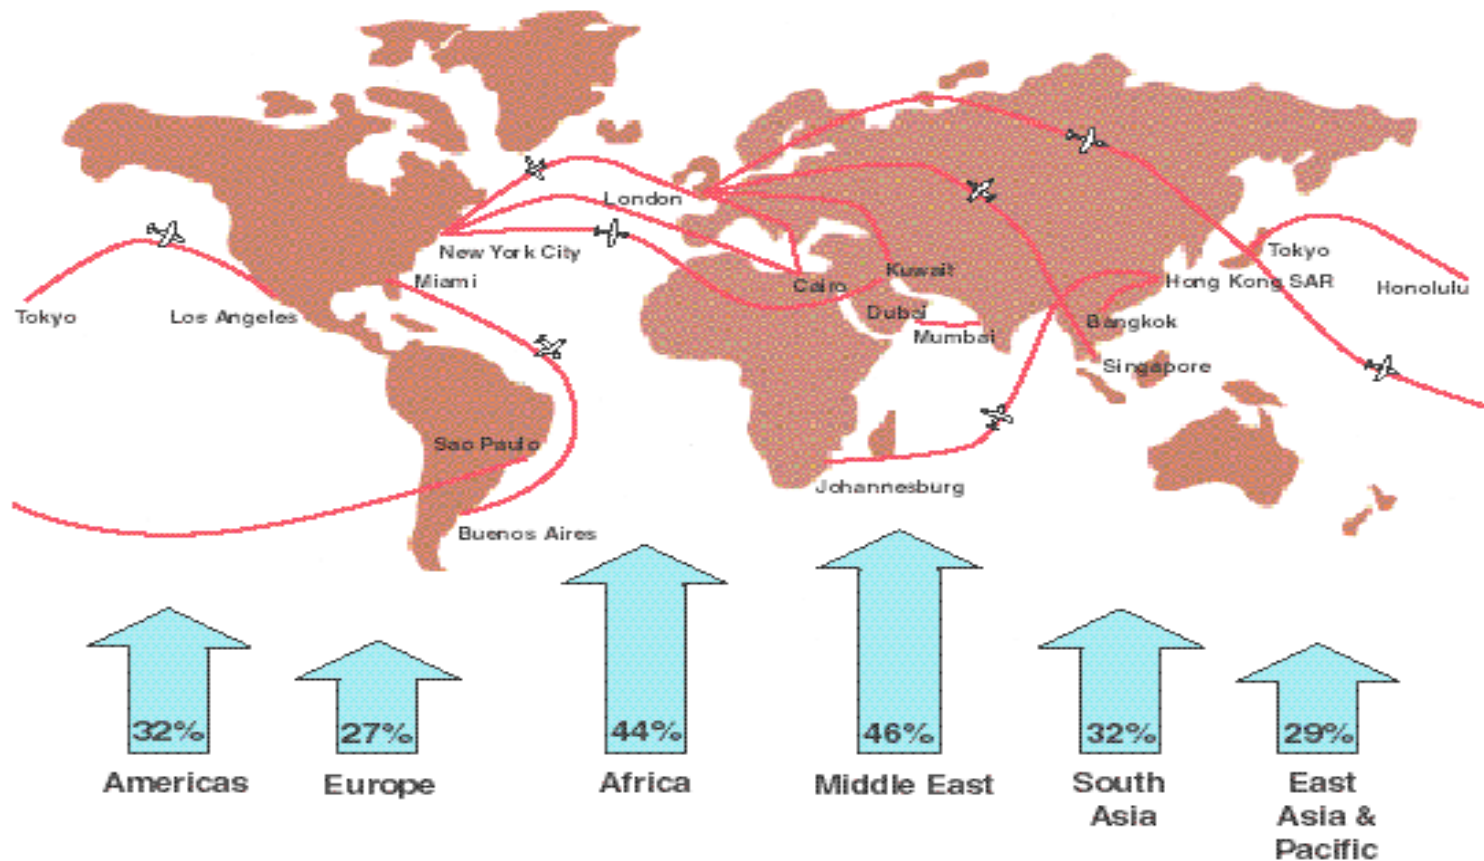 London
New York City
Tokyo
Miami
Kuwait
Hong Kong SAR
Cairo
Honolulu
Tokyo
Los Angeles
Dubai
Bangkok
Mumbai
Singapore
Sao Paulo
Johannesburg
Buenos Aires
32%
27%
44%
46%
32%
29%
Americas
Europe
Africa
Middle East
South
Asia
East
Asia &
Pacific